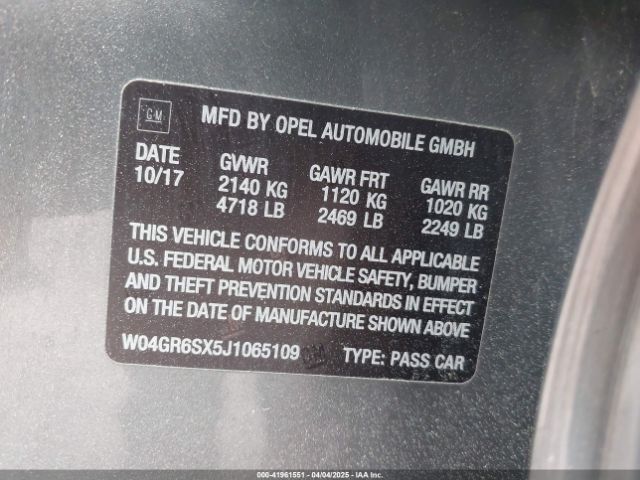 GM
MFD BY OPEL AUTOMOBILE GMBH
DATE GVWR GAWR FRT GAWR RR
10/17 2140 KG 1120 KG 1020 KG
4718 LB 2469 LB 2249 LB
THIS VEHICLE CONFORMS TO ALL APPLICABLE
U.S. FEDERAL MOTOR VEHICLE SAFETY, BUMPER
AND THEFT PREVENTION STANDARDS IN EFFECT
ON THE DATE OF MANUFACTURE SHOWN ABOVE
W04GR6SX5J1065109 GM TYPE: PASS CAR
000-41961551 - 04/04/2025 - IAAI Inc.